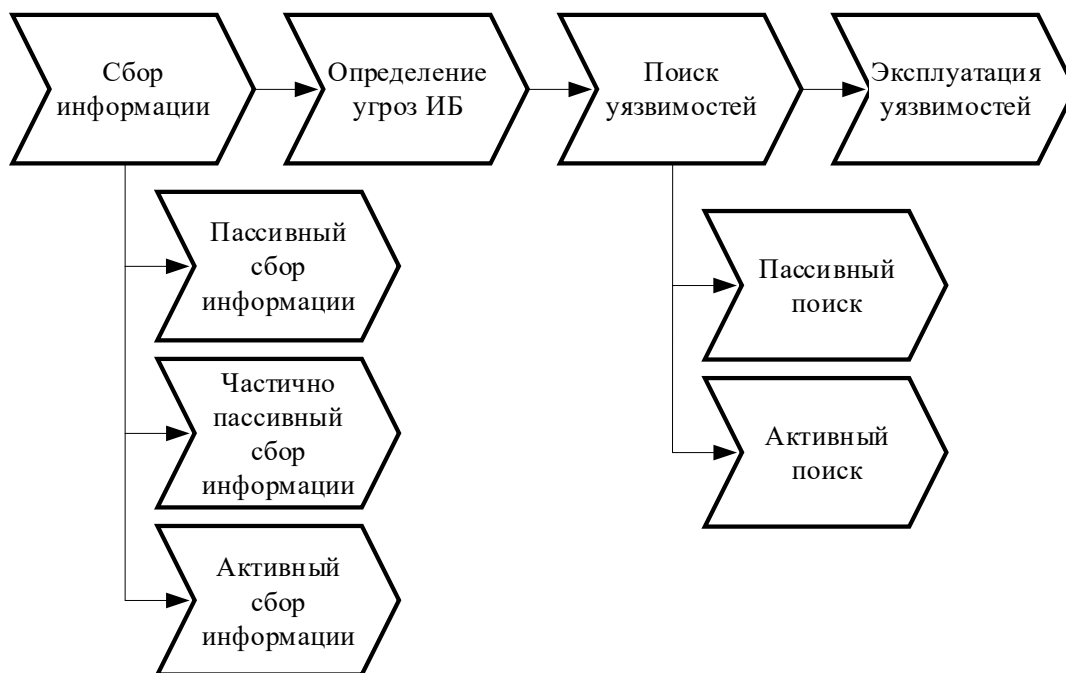 Сбор
информации
Определение
угроз ИБ
Поиск
уязвимостей
Эксплуатация
уязвимостей
Пассивный
сбор
информации
Частично
пассивный
сбор
информации
Активный
сбор
информации
Пассивный
поиск
Активный
поиск